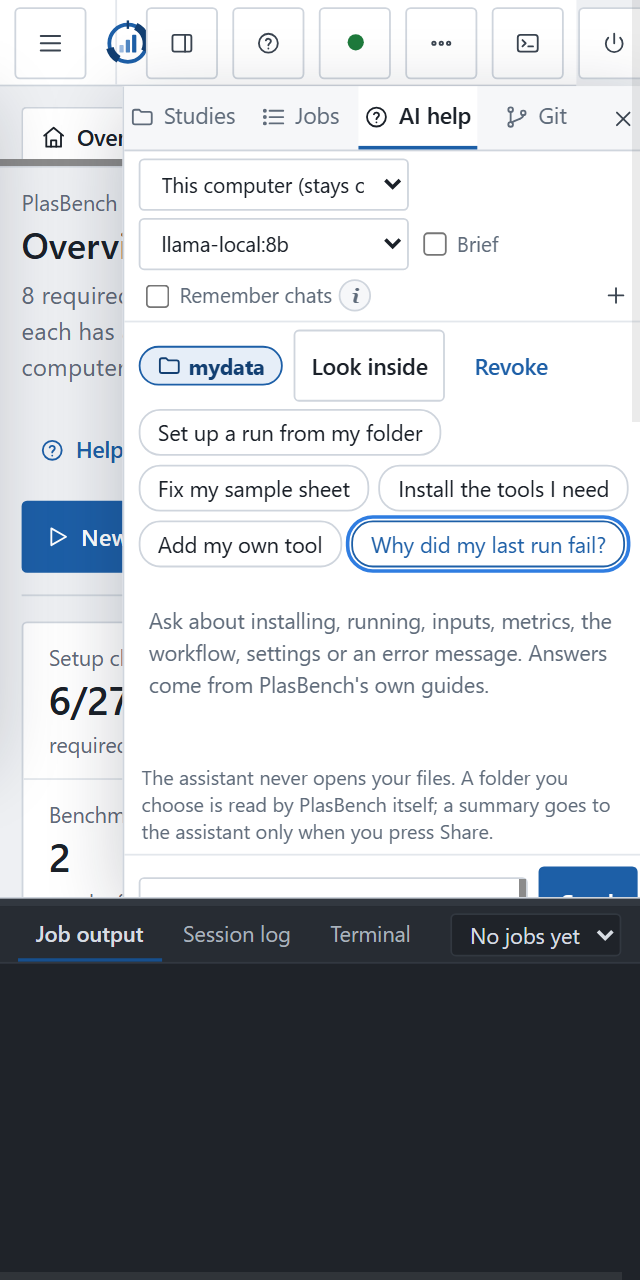 Studies
Jobs
AI help
Git
Over
PlasBench
Overvi
8 required
each has
computer
Help
New
Setup cl
6/27
required
Benchm
2
This computer (stays c
llama-local:8b
Brief
Remember chats
i
mydata
Look inside
Revoke
Set up a run from my folder
Fix my sample sheet
Install the tools I need
Add my own tool
Why did my last run fail?
Ask about installing, running, inputs, metrics, the
workflow, settings or an error message. Answers
come from PlasBench's own guides.
The assistant never opens your files. A folder you
choose is read by PlasBench itself; a summary goes to
the assistant only when you press Share.
Job output
Session log
Terminal
No jobs yet